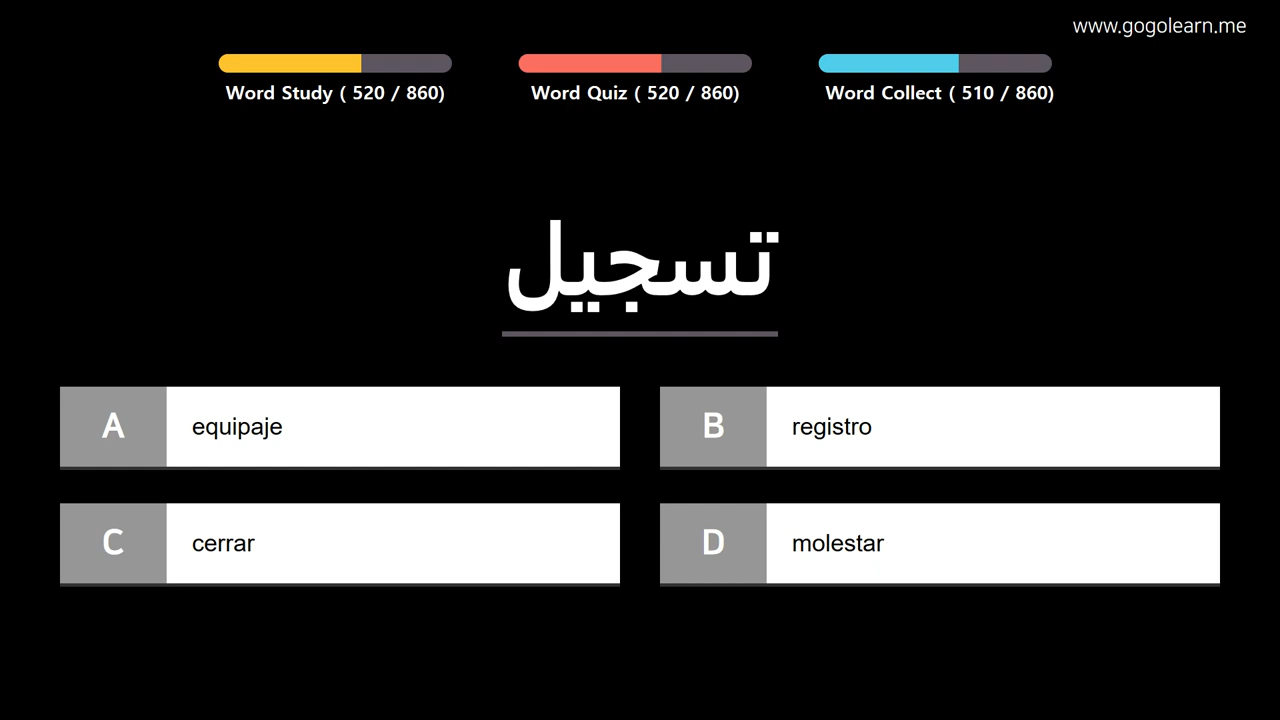 www.gogolearn.me
Word Study ( 520 / 860)
Word Quiz ( 520 / 860)
Word Collect ( 510 / 860)
تسجيل
A equipaje
B registro
C cerrar
D molestar